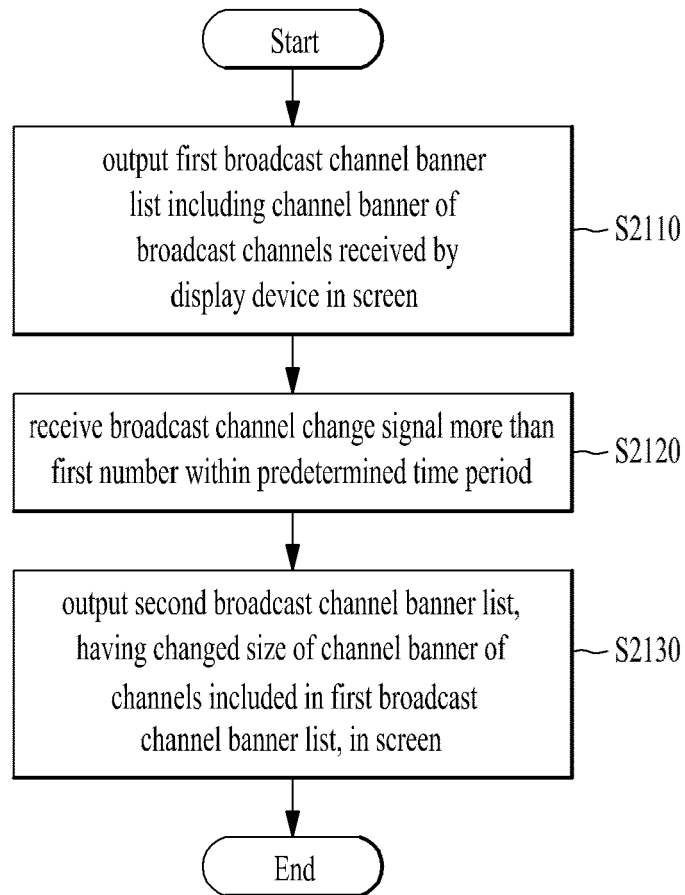 Start
output first broadcast channel banner
list including channel banner of
broadcast channels received by
display device in screen
S2110
receive broadcast channel change signal more than
first number within predetermined time period
S2120
output second broadcast channel banner list,
having changed size of channel banner of
channels included in first broadcast
channel banner list, in screen
S2130
End